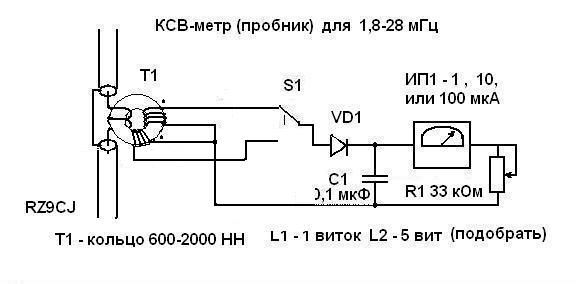 КСВ-метр (пробник) для 1,8-28 мГц
T1
S1
VD1
ИП1 - 1 , 10,
или 100 мкА
C1
0,1 мкФ
R1 33 кОм
RZ9CJ
T1 - кольцо 600-2000 НН L1 - 1 виток L2 - 5 вит (подобрать)